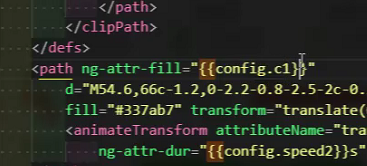 </path>
</clipPath>
</defs>
<path ng-attr-fill="{{config.c1}}"
d="M54.6,66c-1.2,0-2.2-0.8-2.5-2c-0.
fill="#337ab7" transform="translate(
<animateTransform attributeName="tra
ng-attr-dur="{{config.speed2}}s"